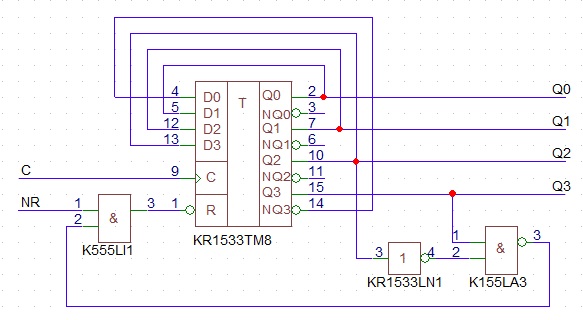 4 D0 T Q0 2 Q0
5 D1 NQ0 3
12 D2 Q1 7 Q1
13 D3 NQ1 6
Q2 10 Q2
C 9 C NQ2 11
Q3 15 Q3
NR 1 & 3 1 R NQ3 14
2
K555LI1 KR1533TM8
1 & 3
3 1 4 2
KR1533LN1 K155LA3